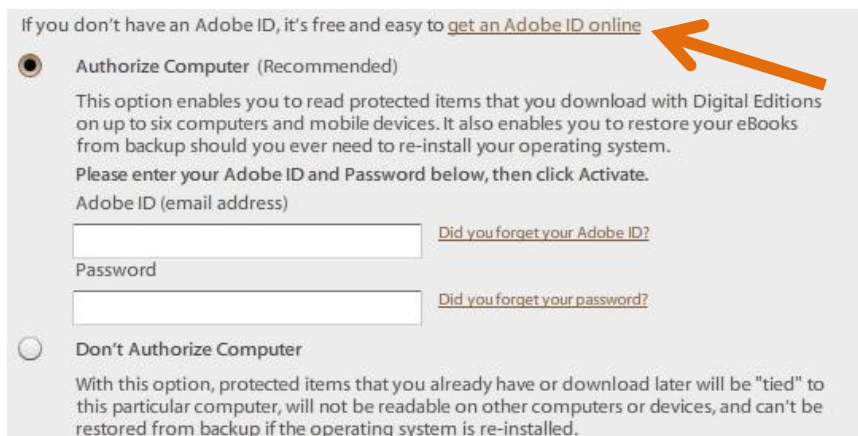 If you don't have an Adobe ID, it's free and easy to get an Adobe ID online
Authorize Computer (Recommended)
This option enables you to read protected items that you download with Digital Editions
on up to six computers and mobile devices. It also enables you to restore your eBooks
from backup should you ever need to re-install your operating system.
Please enter your Adobe ID and Password below, then click Activate.
Adobe ID (email address)
Did you forget your Adobe ID?
Password
Did you forget your password?
Don't Authorize Computer
With this option, protected items that you already have or download later will be "tied" to
this particular computer, will not be readable on other computers or devices, and can't be
restored from backup if the operating system is re-installed.